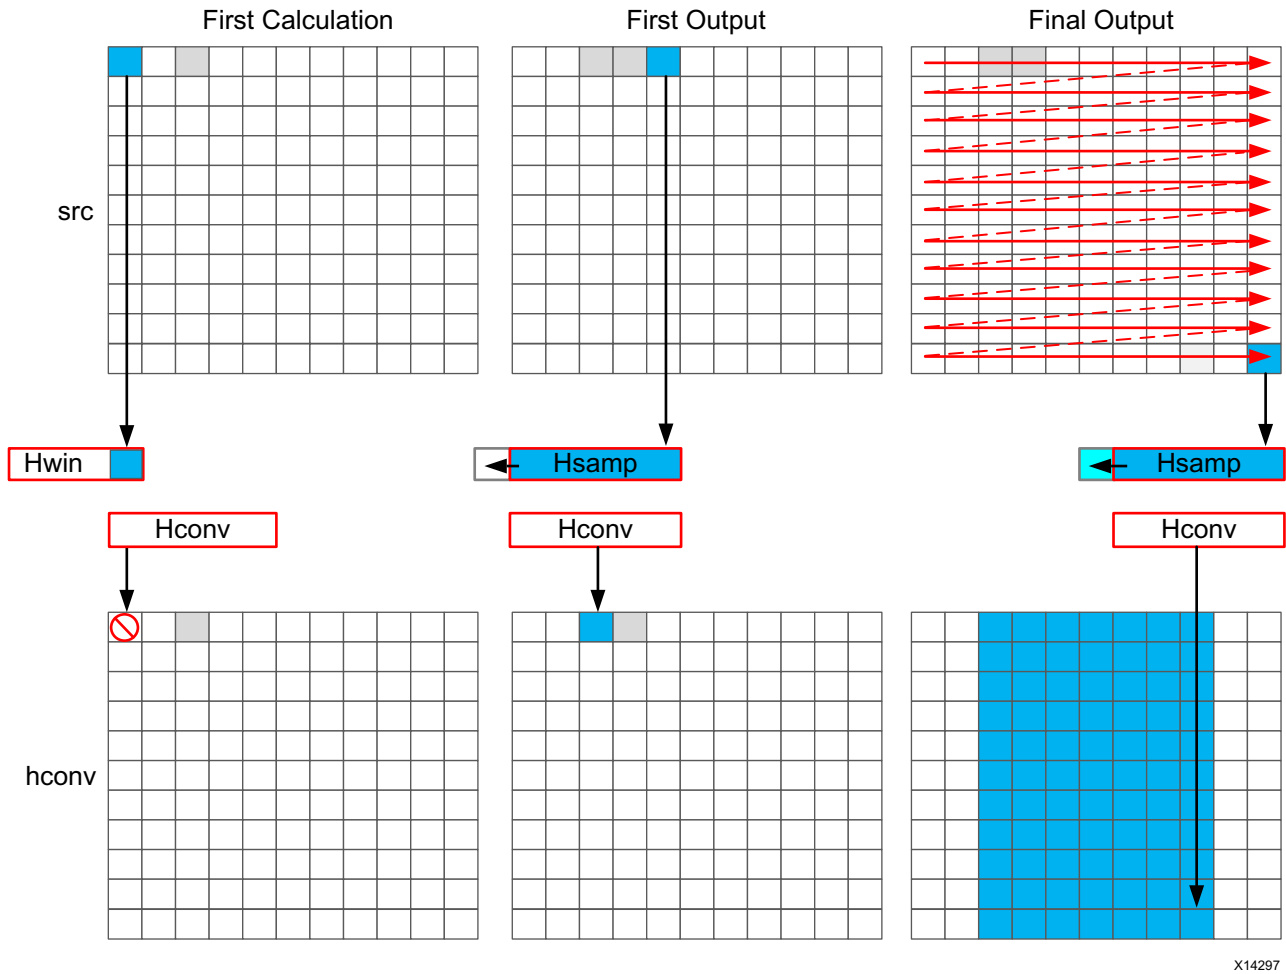 First Calculation
First Output
Final Output
src
Hwin
Hsamp
Hsamp
Hconv
Hconv
Hconv
hconv
X14297